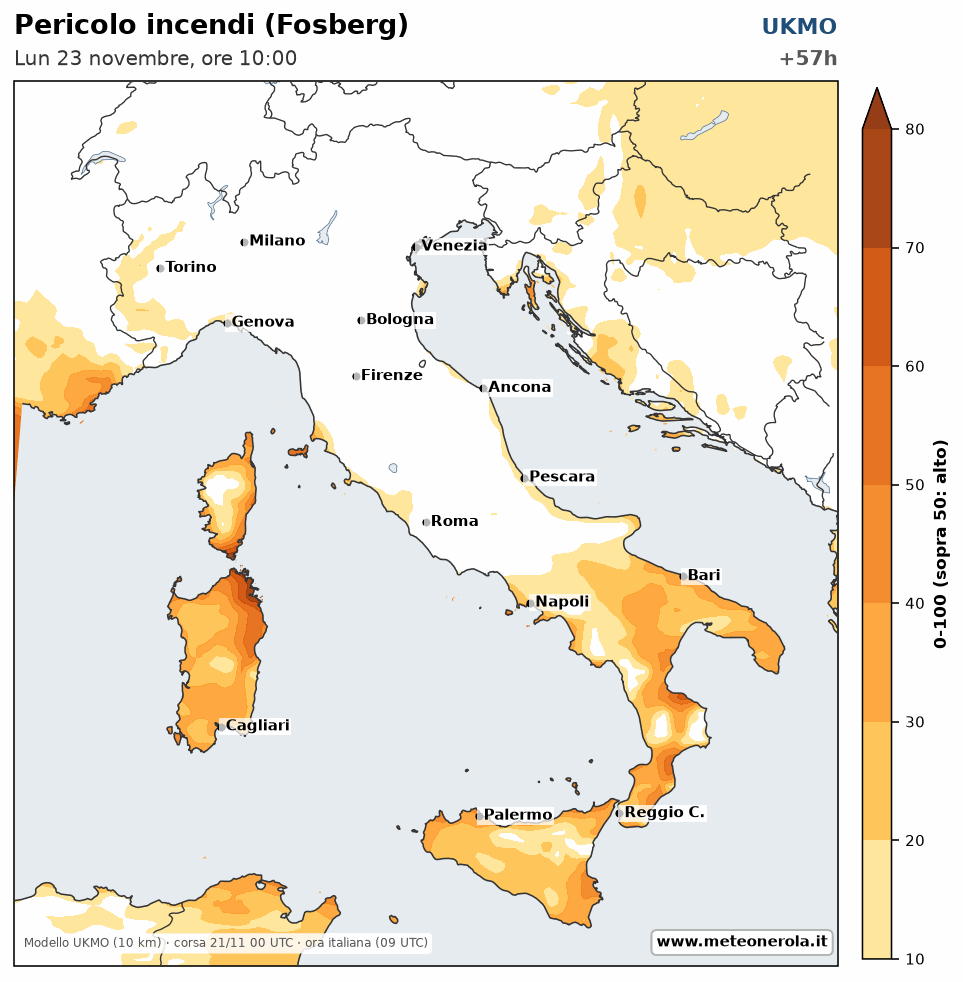 Pericolo incendi (Fosberg)
UKMO
Lun 23 novembre, ore 10:00
+57h
Milano
Venezia
Torino
Genova
Bologna
Firenze
Ancona
Pescara
Roma
Bari
Napoli
Cagliari
Palermo
Reggio C.
80
70
60
50
40
30
20
10
0-100 (sopra 50: alto)
Modello UKMO (10 km) · corsa 21/11 00 UTC · ora italiana (09 UTC)
www.meteonerola.it